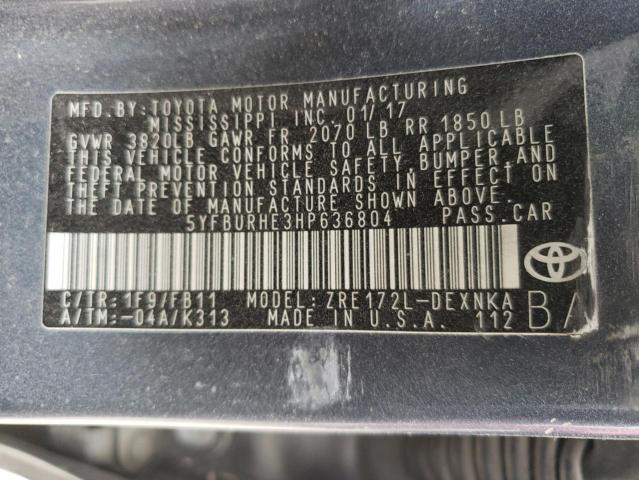 MFD.BY:TOYOTA MOTOR MANUFACTURING
MISSISSIPPI INC. 01/17
GVWR 3820LB GAWR FR 2070 LB RR 1850 LB
THIS VEHICLE CONFORMS TO ALL APPLICABLE
FEDERAL MOTOR VEHICLE SAFETY, BUMPER, AND
THEFT PREVENTION STANDARDS IN EFFECT ON
THE DATE OF MANUFACTURE SHOWN ABOVE.
5YFBURHE3HP636804 PASS.CAR
C/TR:1F9/FB11 MODEL:ZRE172L-DEXNKA
A/TM:-04A/K313 MADE IN U.S.A. 112
BA